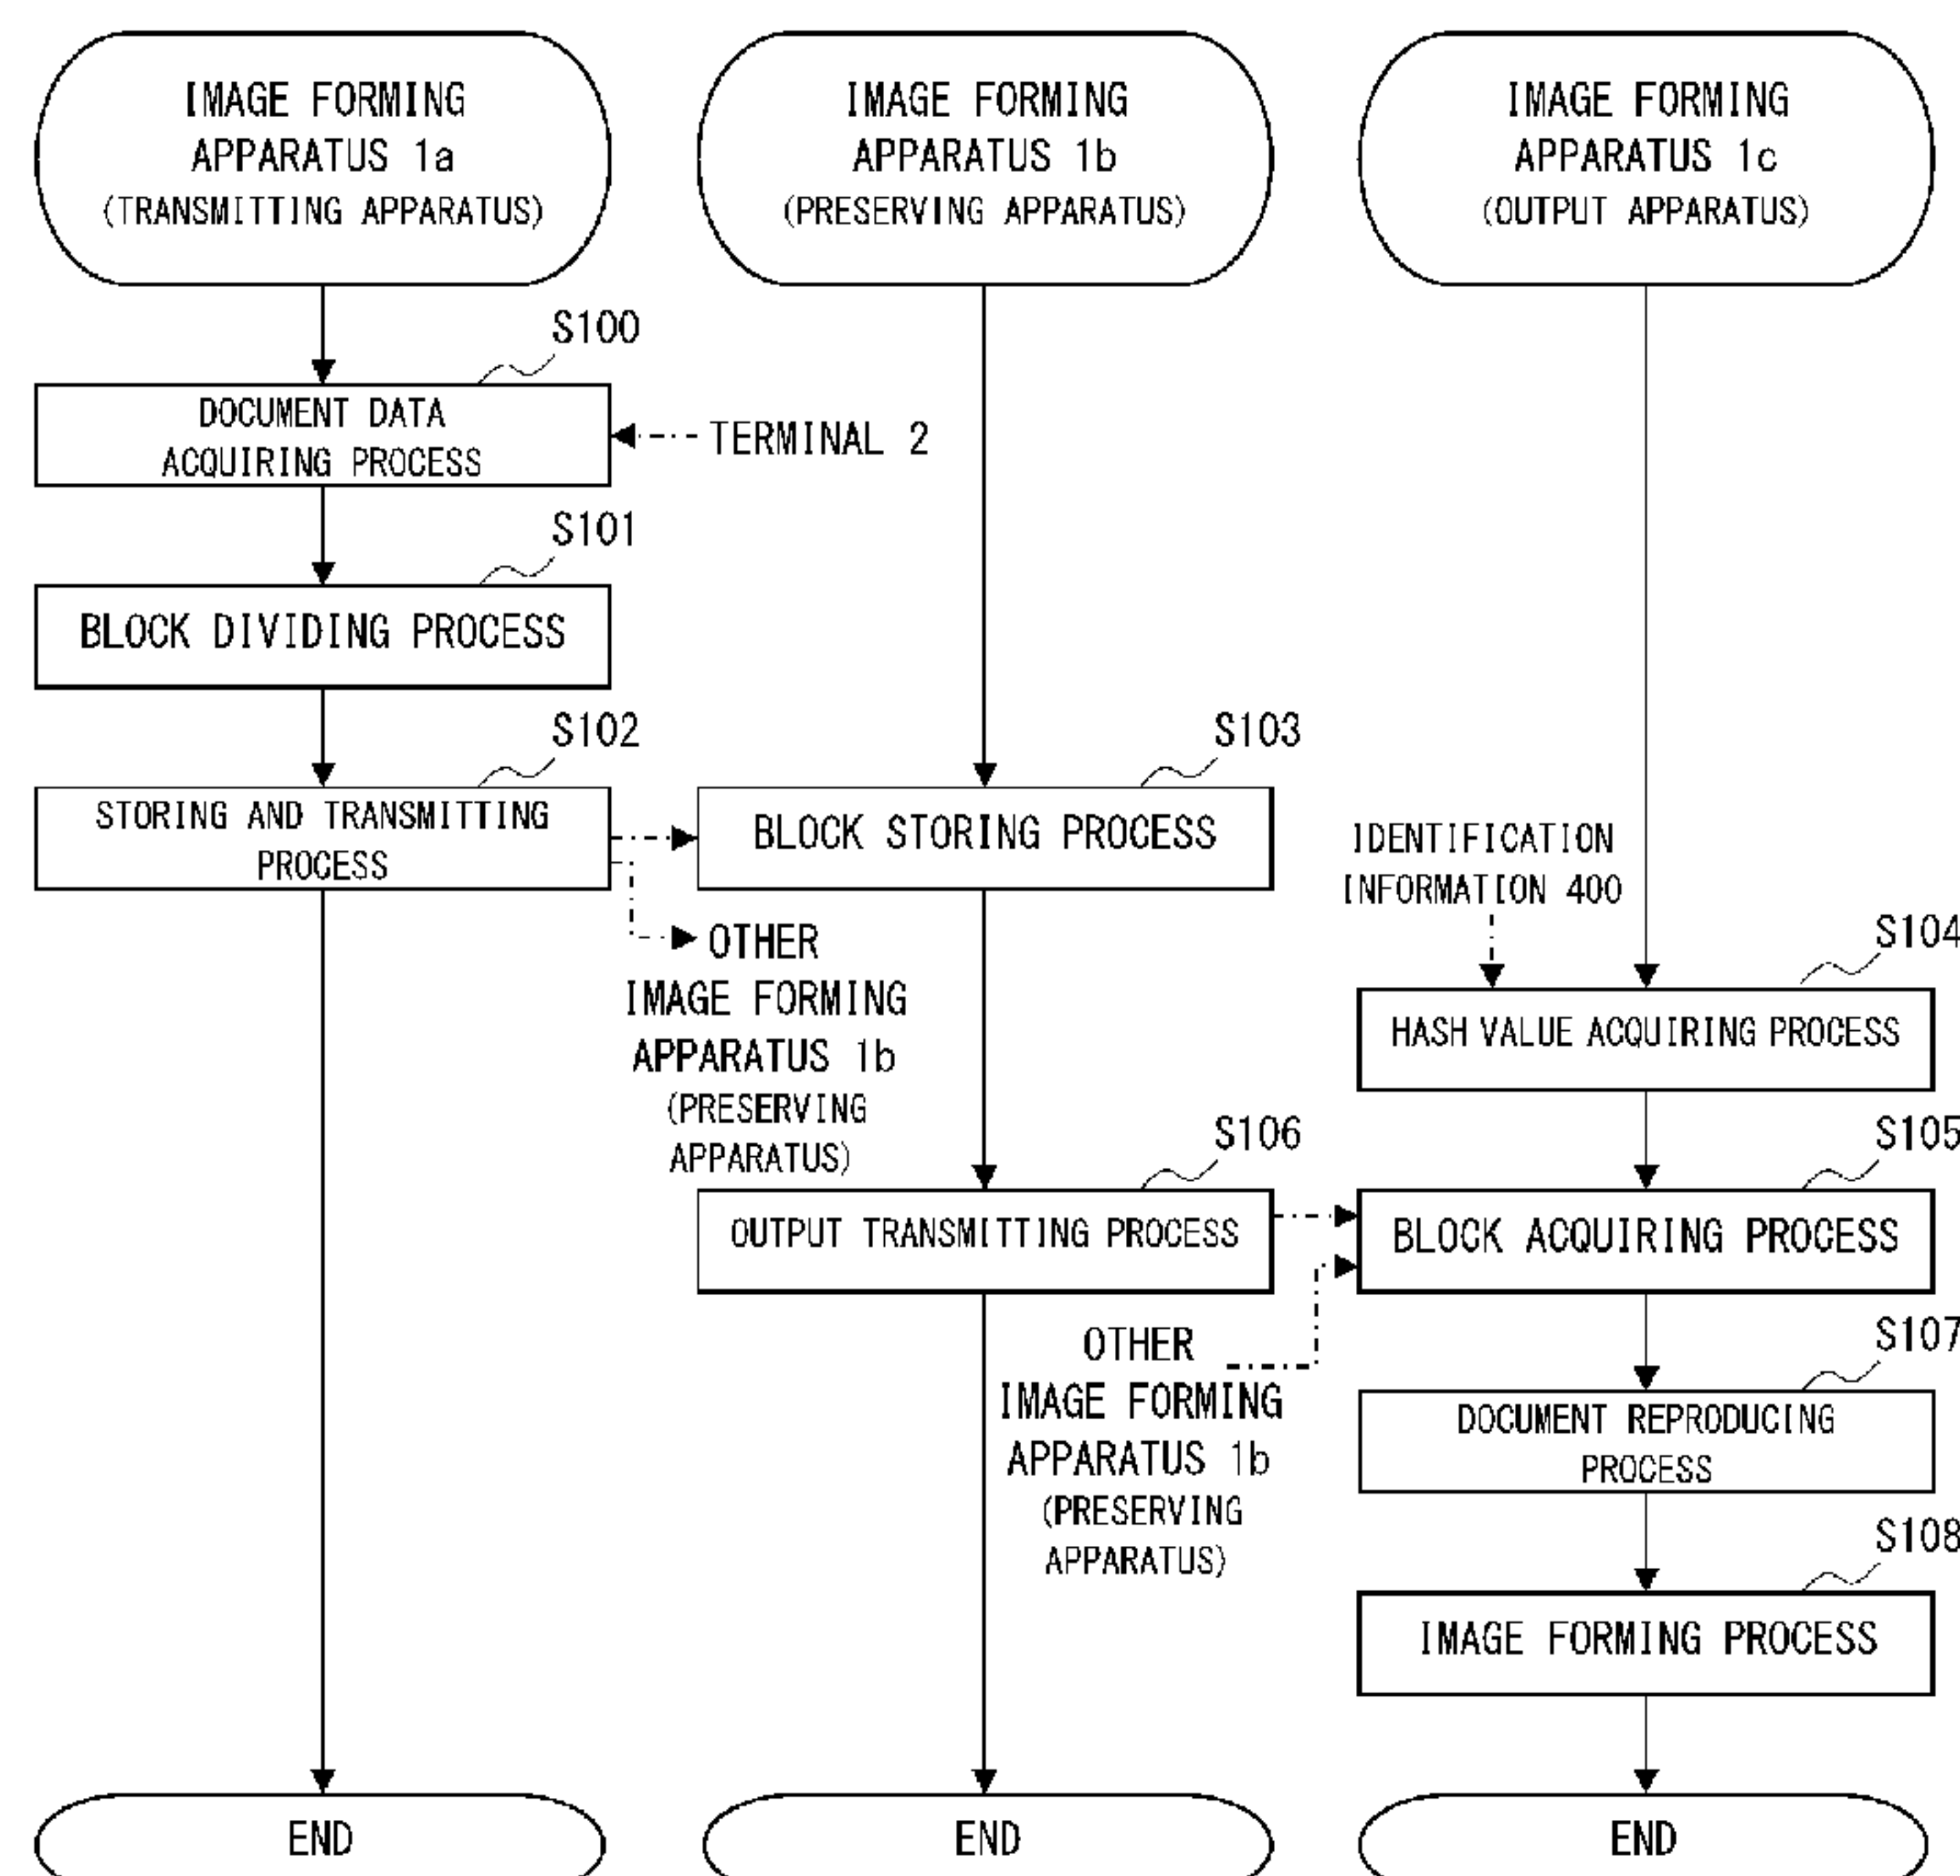 IMAGE FORMING
APPARATUS 1a
(TRANSMITTING APPARATUS)
IMAGE FORMING
APPARATUS 1b
(PRESERVING APPARATUS)
IMAGE FORMING
APPARATUS 1c
(OUTPUT APPARATUS)
S100
DOCUMENT DATA
ACQUIRING PROCESS
TERMINAL 2
S101
BLOCK DIVIDING PROCESS
S102
STORING AND TRANSMITTING
PROCESS
S103
BLOCK STORING PROCESS
OTHER
IMAGE FORMING
APPARATUS 1b
(PRESERVING
APPARATUS)
IDENTIFICATION
INFORMATION 400
S104
HASH VALUE ACQUIRING PROCESS
S106
OUTPUT TRANSMITTING PROCESS
S105
BLOCK ACQUIRING PROCESS
OTHER
IMAGE FORMING
APPARATUS 1b
(PRESERVING
APPARATUS)
S107
DOCUMENT REPRODUCING
PROCESS
S108
IMAGE FORMING PROCESS
END
END
END